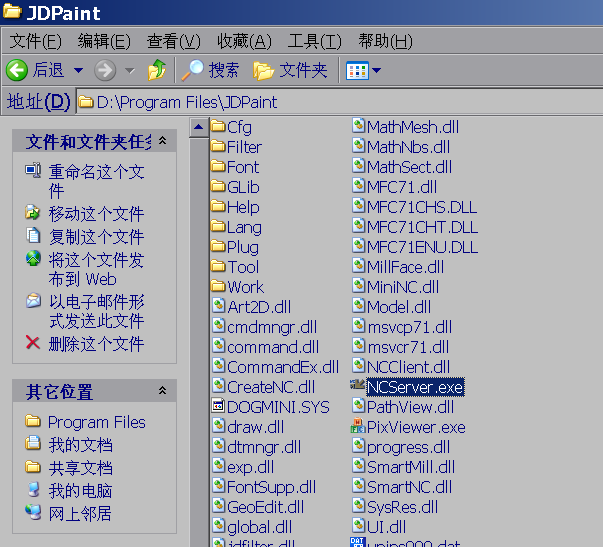 JDPaint
文件(F) 编辑(E) 查看(V) 收藏(A) 工具(T) 帮助(H)
后退 搜索 文件夹
地址(D) D:\Program Files\JDPaint
文件和文件夹任务
重命名这个文
件
移动这个文件
复制这个文件
将这个文件发
布到 Web
以电子邮件形
式发送此文件
删除这个文件
其它位置
Program Files
我的文档
共享文档
我的电脑
网上邻居
Cfg
Filter
Font
GLib
Help
Lang
Plug
Tool
Work
Art2D.dll
cmdmngr.dll
command.dll
CommandEx.dll
CreateNC.dll
DOGMINI.SYS
draw.dll
dtmngr.dll
exp.dll
FontSupp.dll
GeoEdit.dll
global.dll
jdfilter.dll
MathMesh.dll
MathNbs.dll
MathSect.dll
MFC71.dll
MFC71CHS.DLL
MFC71CHT.DLL
MFC71ENU.DLL
MillFace.dll
MiniNC.dll
Model.dll
msvcp71.dll
msvcr71.dll
NCClient.dll
NCServer.exe
PathView.dll
PixViewer.exe
progress.dll
SmartMill.dll
SmartNC.dll
SysRes.dll
UI.dll